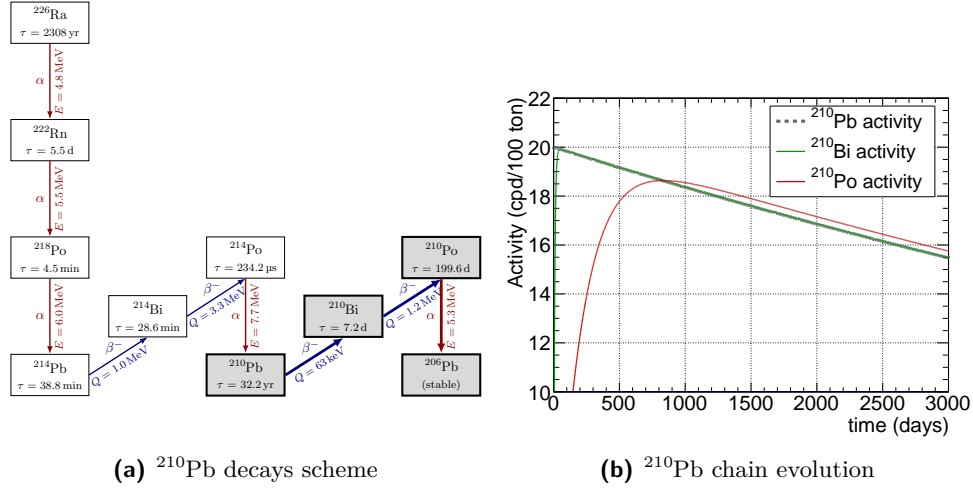 ²²⁶Ra
τ = 2308 yr
α
E = 4.8 MeV
²²²Rn
τ = 5.5 d
α
E = 5.5 MeV
²¹⁸Po
τ = 4.5 min
α
E = 6.0 MeV
²¹⁴Pb
τ = 38.8 min
β⁻
Q = 1.0 MeV
²¹⁴Bi
τ = 28.6 min
β⁻
Q = 3.3 MeV
²¹⁴Po
τ = 234.2 µs
α
E = 7.7 MeV
²¹⁰Pb
τ = 32.2 yr
β⁻
Q = 63 keV
²¹⁰Bi
τ = 7.2 d
β⁻
Q = 1.2 MeV
²¹⁰Po
τ = 199.6 d
α
E = 5.3 MeV
²⁰⁶Pb
(stable)
(a) ²¹⁰Pb decays scheme
Activity (cpd/100 ton)
22
20
18
16
14
12
10
²¹⁰Pb activity
²¹⁰Bi activity
²¹⁰Po activity
0 500 1000 1500 2000 2500 3000
time (days)
(b) ²¹⁰Pb chain evolution